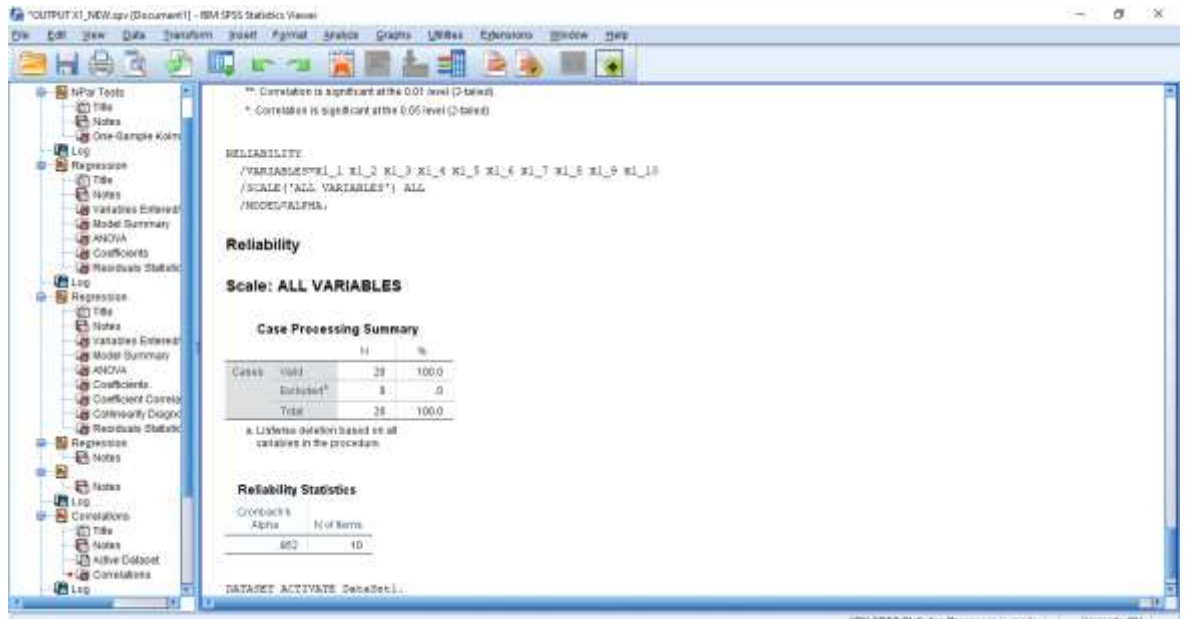 *OUTPUT X1_NEW.spv [Document1] - IBM SPSS Statistics Viewer
File Edit View Data Transform Insert Format Analyze Graphs Utilities Extensions Window Help
NPar Tests
Title
Notes
One-Sample Kolm
Log
Regression
Title
Notes
Variables Entered/
Model Summary
ANOVA
Coefficients
Residuals Statistic
Log
Regression
Title
Notes
Variables Entered/
Model Summary
ANOVA
Coefficients
Coefficient Correla
Collinearity Diagno
Residuals Statistic
Regression
Notes
Notes
Log
Correlations
Title
Notes
Active Dataset
Correlations
Log
**. Correlation is significant at the 0.01 level (2-tailed).
*. Correlation is significant at the 0.05 level (2-tailed).
RELIABILITY
/VARIABLES=X1_1 X1_2 X1_3 X1_4 X1_5 X1_6 X1_7 X1_8 X1_9 X1_10
/SCALE('ALL VARIABLES') ALL
/MODEL=ALPHA.
Reliability
Scale: ALL VARIABLES
Case Processing Summary
N %
Cases Valid 100.0
Excluded a 0 .0
Total 100.0
a. Listwise deletion based on all
variables in the procedure.
Reliability Statistics
Cronbach's
Alpha N of Items
10
DATASET ACTIVATE DataSet1.